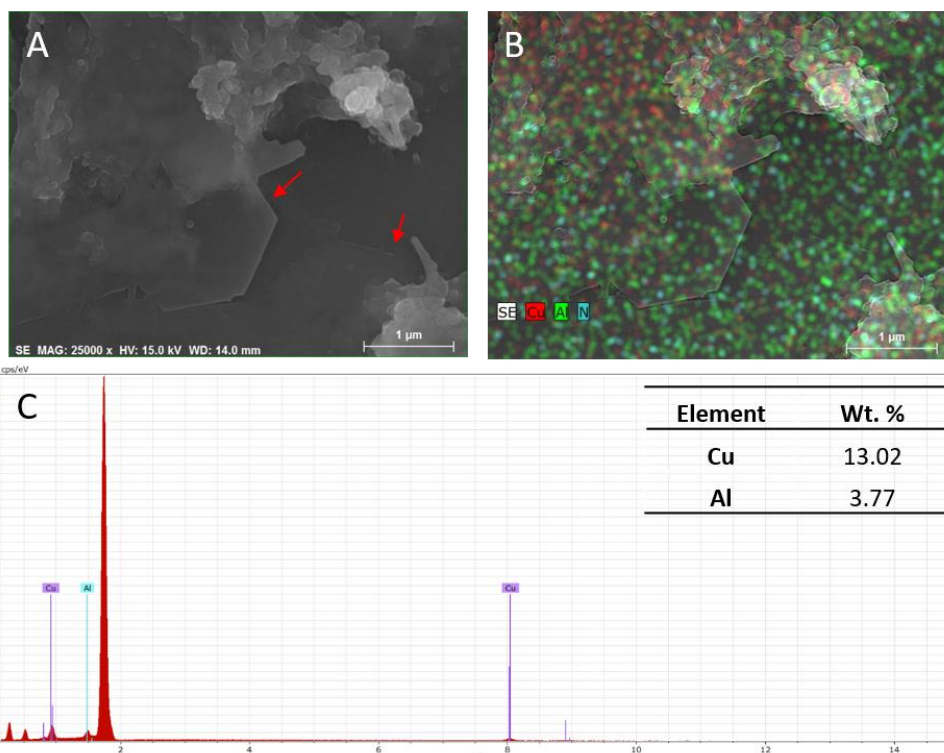 A
B
SE MAG: 25000 x HV: 15.0 kV WD: 14.0 mm
1 µm
SE Cu Al N
1 µm
cps/eV
C
Element Wt. %
Cu 13.02
Al 3.77
Cu Al Cu
2 4 6 8 10 12 14